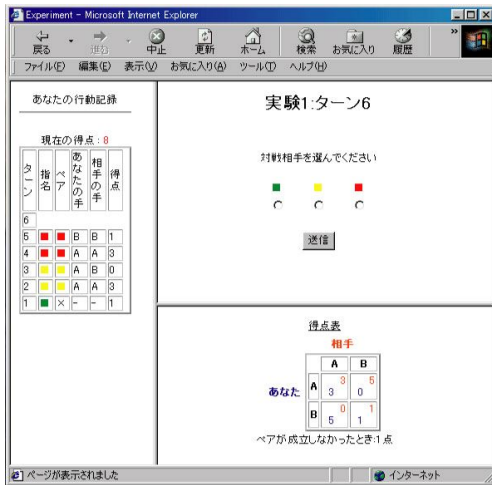 Experiment - Microsoft Internet Explorer
戻る 進む 中止 更新 ホーム 検索 お気に入り 履歴 »
ファイル(F) 編集(E) 表示(V) お気に入り(A) ツール(T) ヘルプ(H)
あなたの行動記録
現在の得点:8
ターン 指名 ペア あなたの手 相手の手 得点
6
5 B B 1
4 A A 3
3 A B 0
2 A A 3
1 × - - 1
実験1:ターン6
対戦相手を選んでください
送信
得点表
相手
A B
あなた
A 3 3 0 5
B 5 0 1 1
ペアが成立しなかったとき:1点
ページが表示されました
インターネット